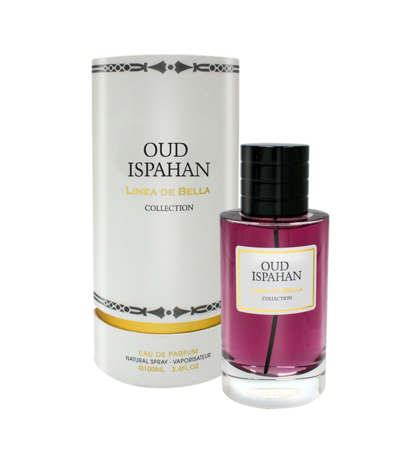 OUD
ISPAHAN
LINEA DE BELLA
COLLECTION
EAU DE PARFUM
NATURAL SPRAY - VAPORISATEUR
℮100ML 3.4FL.OZ
OUD
ISPAHAN
LINEA DE BELLA
COLLECTION